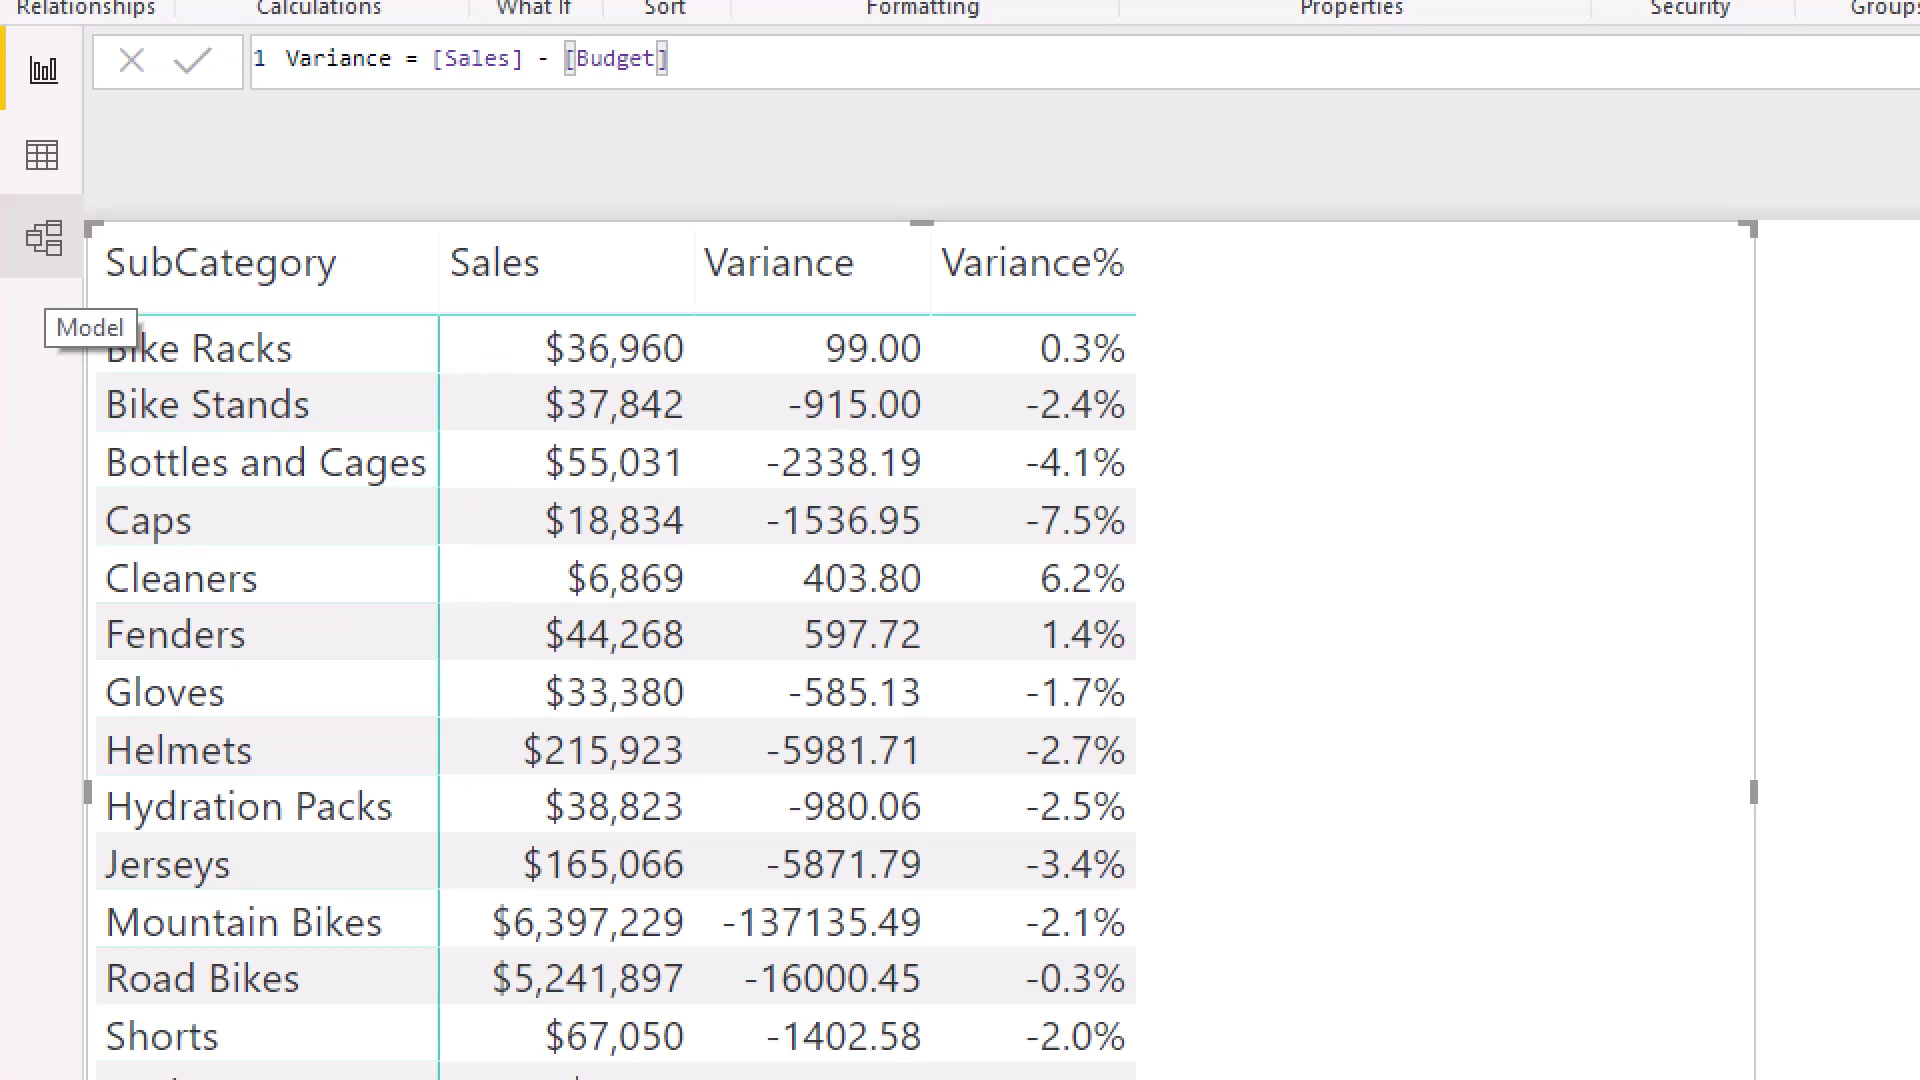 Relationships Calculations What If Sort Formatting Properties Security Groups
1 Variance = [Sales] - [Budget]
SubCategory Sales Variance Variance%
Model
Bike Racks $36,960 99.00 0.3%
Bike Stands $37,842 -915.00 -2.4%
Bottles and Cages $55,031 -2338.19 -4.1%
Caps $18,834 -1536.95 -7.5%
Cleaners $6,869 403.80 6.2%
Fenders $44,268 597.72 1.4%
Gloves $33,380 -585.13 -1.7%
Helmets $215,923 -5981.71 -2.7%
Hydration Packs $38,823 -980.06 -2.5%
Jerseys $165,066 -5871.79 -3.4%
Mountain Bikes $6,397,229 -137135.49 -2.1%
Road Bikes $5,241,897 -16000.45 -0.3%
Shorts $67,050 -1402.58 -2.0%